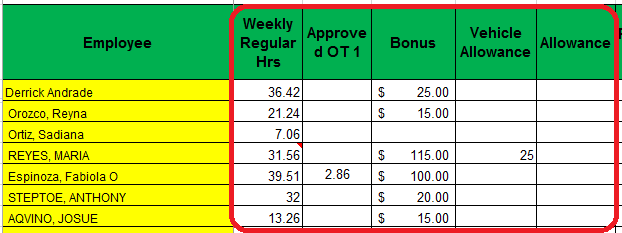 Employee Weekly Regular Hrs Approve d OT 1 Bonus Vehicle Allowance Allowance
Derrick Andrade 36.42 $ 25.00
Orozco, Reyna 21.24 $ 15.00
Ortiz, Sadiana 7.06
REYES, MARIA 31.56 $ 115.00 25
Espinoza, Fabiola O 39.51 2.86 $ 100.00
STEPTOE, ANTHONY 32 $ 20.00
AQVINO, JOSUE 13.26 $ 15.00